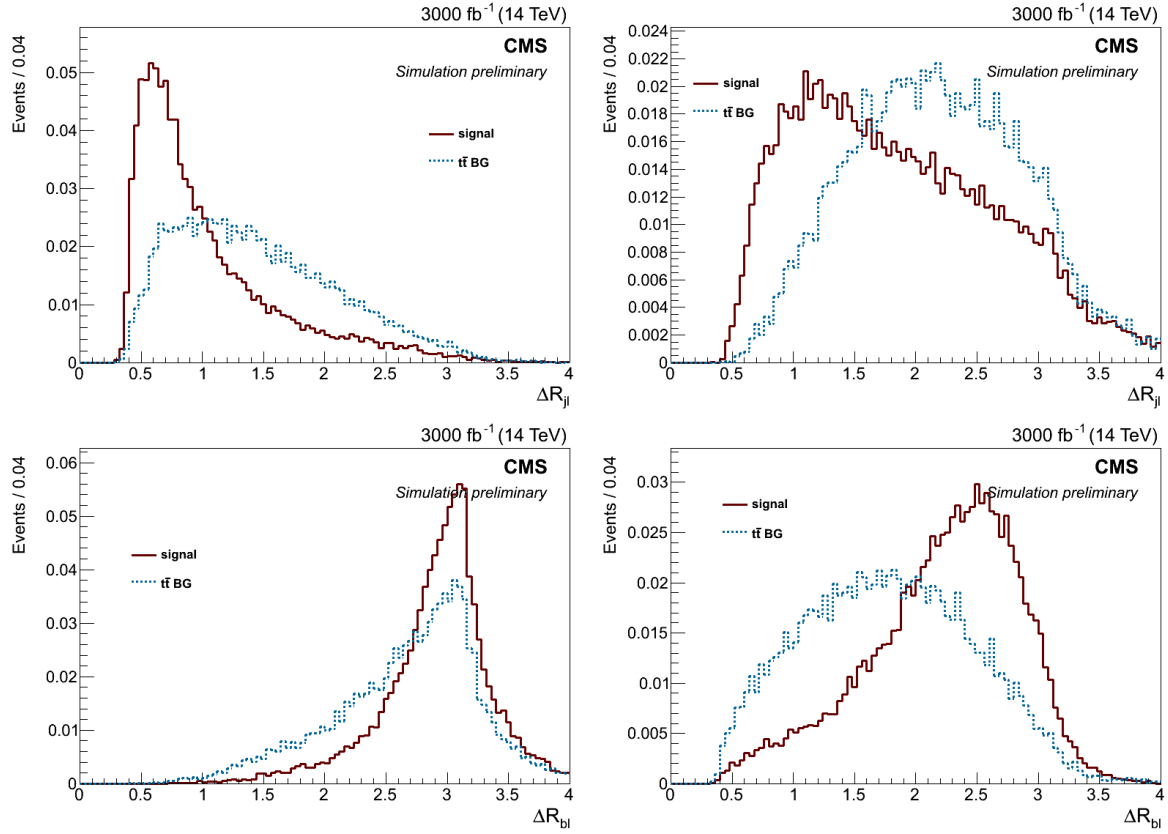 3000 fb⁻¹ (14 TeV)
Events / 0.04
CMS
Simulation preliminary
signal
tt̄ BG
0.05
0.04
0.03
0.02
0.01
0
0 0.5 1 1.5 2 2.5 3 3.5 4
ΔR_jl
3000 fb⁻¹ (14 TeV)
Events / 0.04
CMS
Simulation preliminary
signal
tt̄ BG
0.024
0.022
0.02
0.018
0.016
0.014
0.012
0.01
0.008
0.006
0.004
0.002
0
0 0.5 1 1.5 2 2.5 3 3.5 4
ΔR_jl
3000 fb⁻¹ (14 TeV)
Events / 0.04
CMS
Simulation preliminary
signal
tt̄ BG
0.06
0.05
0.04
0.03
0.02
0.01
0
0 0.5 1 1.5 2 2.5 3 3.5 4
ΔR_bl
3000 fb⁻¹ (14 TeV)
Events / 0.04
CMS
Simulation preliminary
signal
tt̄ BG
0.03
0.025
0.02
0.015
0.01
0.005
0
0 0.5 1 1.5 2 2.5 3 3.5 4
ΔR_bl